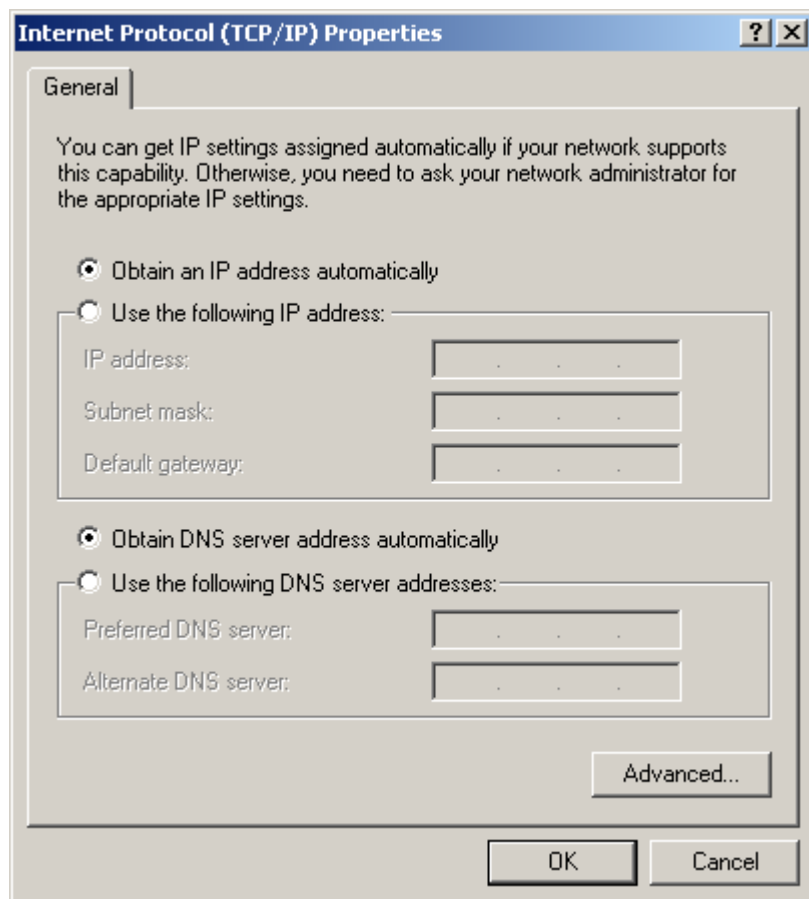 Internet Protocol (TCP/IP) Properties
General
You can get IP settings assigned automatically if your network supports
this capability. Otherwise, you need to ask your network administrator for
the appropriate IP settings.
Obtain an IP address automatically
Use the following IP address:
IP address:
Subnet mask:
Default gateway:
Obtain DNS server address automatically
Use the following DNS server addresses:
Preferred DNS server:
Alternate DNS server:
Advanced...
OK
Cancel